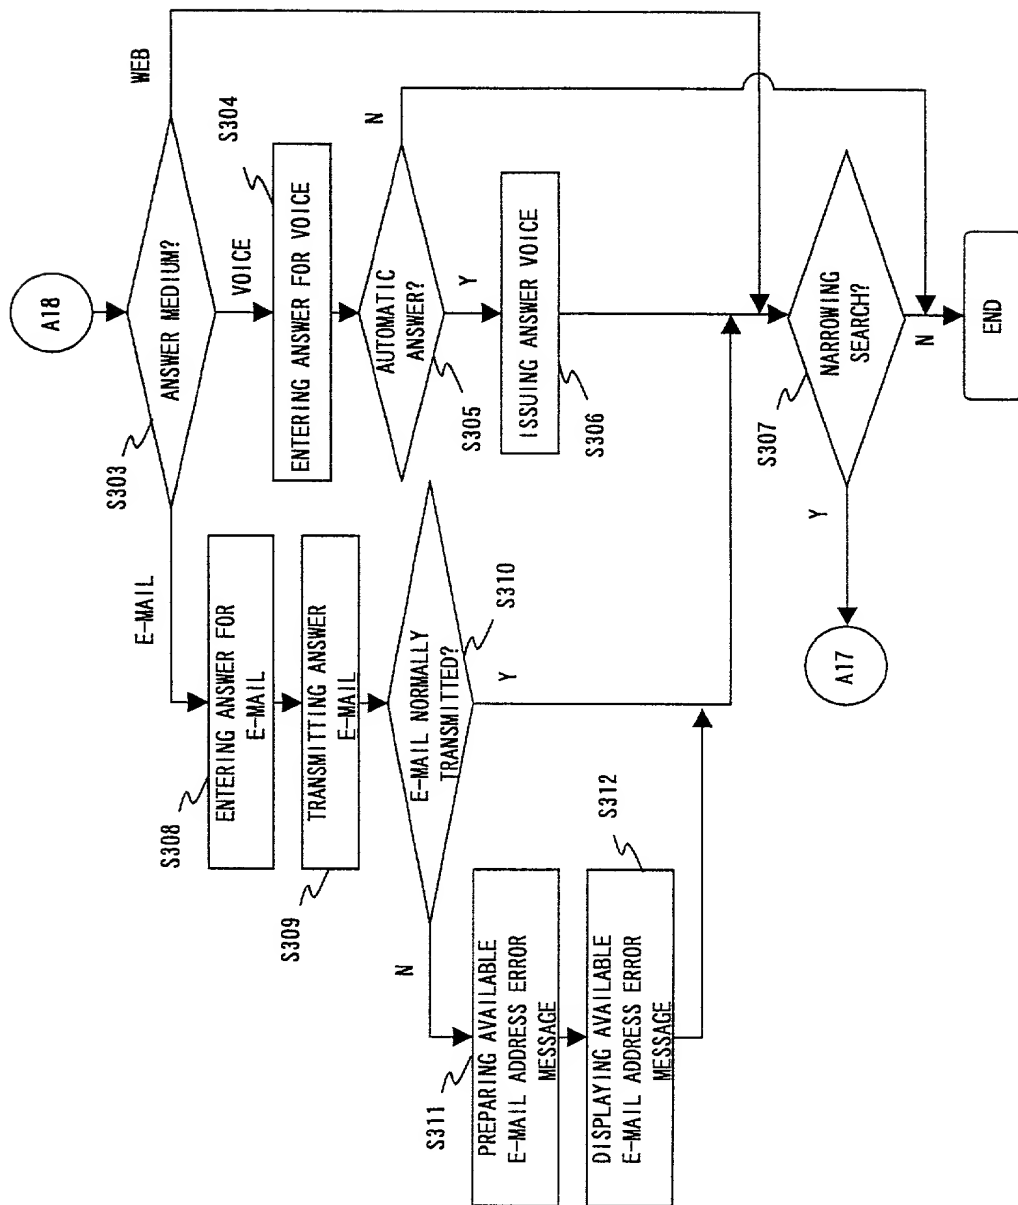 A18
ANSWER MEDIUM?
S303
E-MAIL
VOICE
WEB
S304
ENTERING ANSWER FOR VOICE
AUTOMATIC
ANSWER?
S305
N
Y
ISSUING ANSWER VOICE
S306
S308
ENTERING ANSWER FOR
E-MAIL
S309
TRANSMITTING ANSWER
E-MAIL
E-MAIL NORMALLY
TRANSMITTED?
S310
N
Y
S311
PREPARING AVAILABLE
E-MAIL ADDRESS ERROR
MESSAGE
S312
DISPLAYING AVAILABLE
E-MAIL ADDRESS ERROR
MESSAGE
S307
NARROWING
SEARCH?
Y
N
A17
END